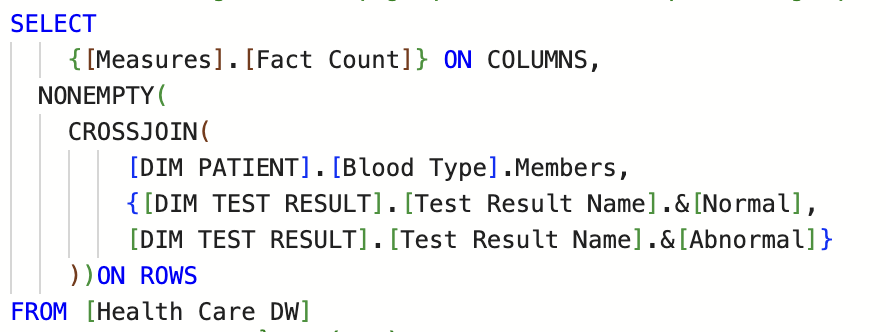 SELECT
{[Measures].[Fact Count]} ON COLUMNS,
NONEMPTY(
CROSSJOIN(
[DIM PATIENT].[Blood Type].Members,
{[DIM TEST RESULT].[Test Result Name].&[Normal],
[DIM TEST RESULT].[Test Result Name].&[Abnormal]}
))ON ROWS
FROM [Health Care DW]